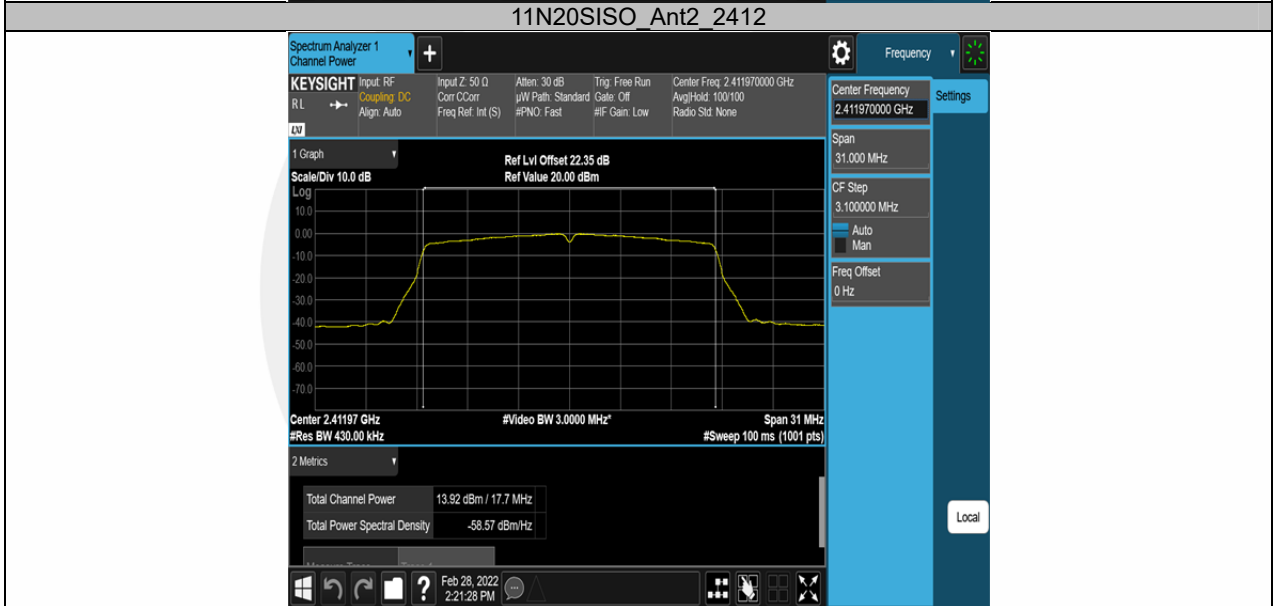 11N20SISO_Ant2_2412
Spectrum Analyzer 1
Channel Power
Frequency
KEYSIGHT
RL
LXI
Input: RF
Coupling: DC
Align: Auto
Input Z: 50 Ω
Corr CCorr
Freq Ref: Int (S)
Atten: 30 dB
µW Path: Standard
#PNO: Fast
Trig: Free Run
Gate: Off
#IF Gain: Low
Center Freq: 2.411970000 GHz
Avg|Hold: 100/100
Radio Std: None
Center Frequency
2.411970000 GHz
Settings
Span
31.000 MHz
CF Step
3.100000 MHz
Auto
Man
Freq Offset
0 Hz
1 Graph
Scale/Div 10.0 dB
Ref Lvl Offset 22.35 dB
Ref Value 20.00 dBm
Log
10.0
0.00
-10.0
-20.0
-30.0
-40.0
-50.0
-60.0
-70.0
Center 2.41197 GHz
#Video BW 3.0000 MHz*
Span 31 MHz
#Res BW 430.00 kHz
#Sweep 100 ms (1001 pts)
2 Metrics
Total Channel Power 13.92 dBm / 17.7 MHz
Total Power Spectral Density -58.57 dBm/Hz
Local
?
Feb 28, 2022
2:21:28 PM